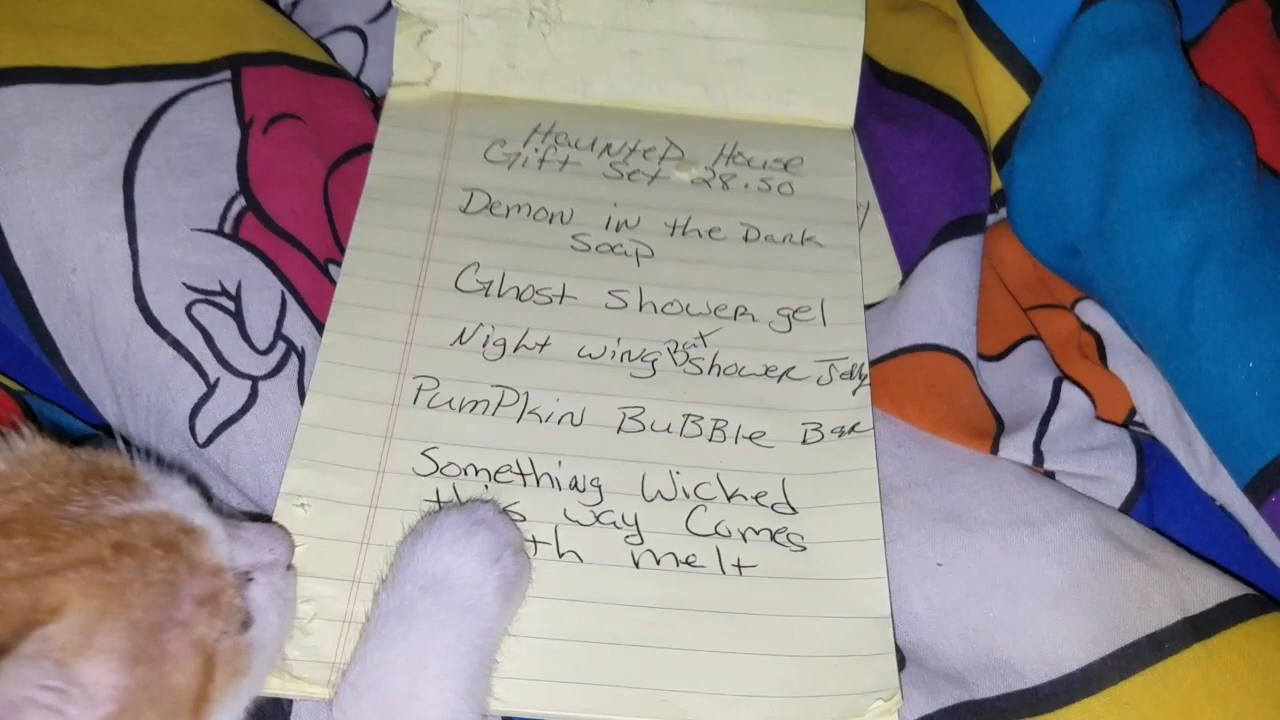 Haunted House
Gift Set 28.50
Demon in the Dark
Soap
Ghost Shower gel
Night wing Bat Shower Jelly
PumPkin BuBBle Bar
Something Wicked
this way Comes
melt